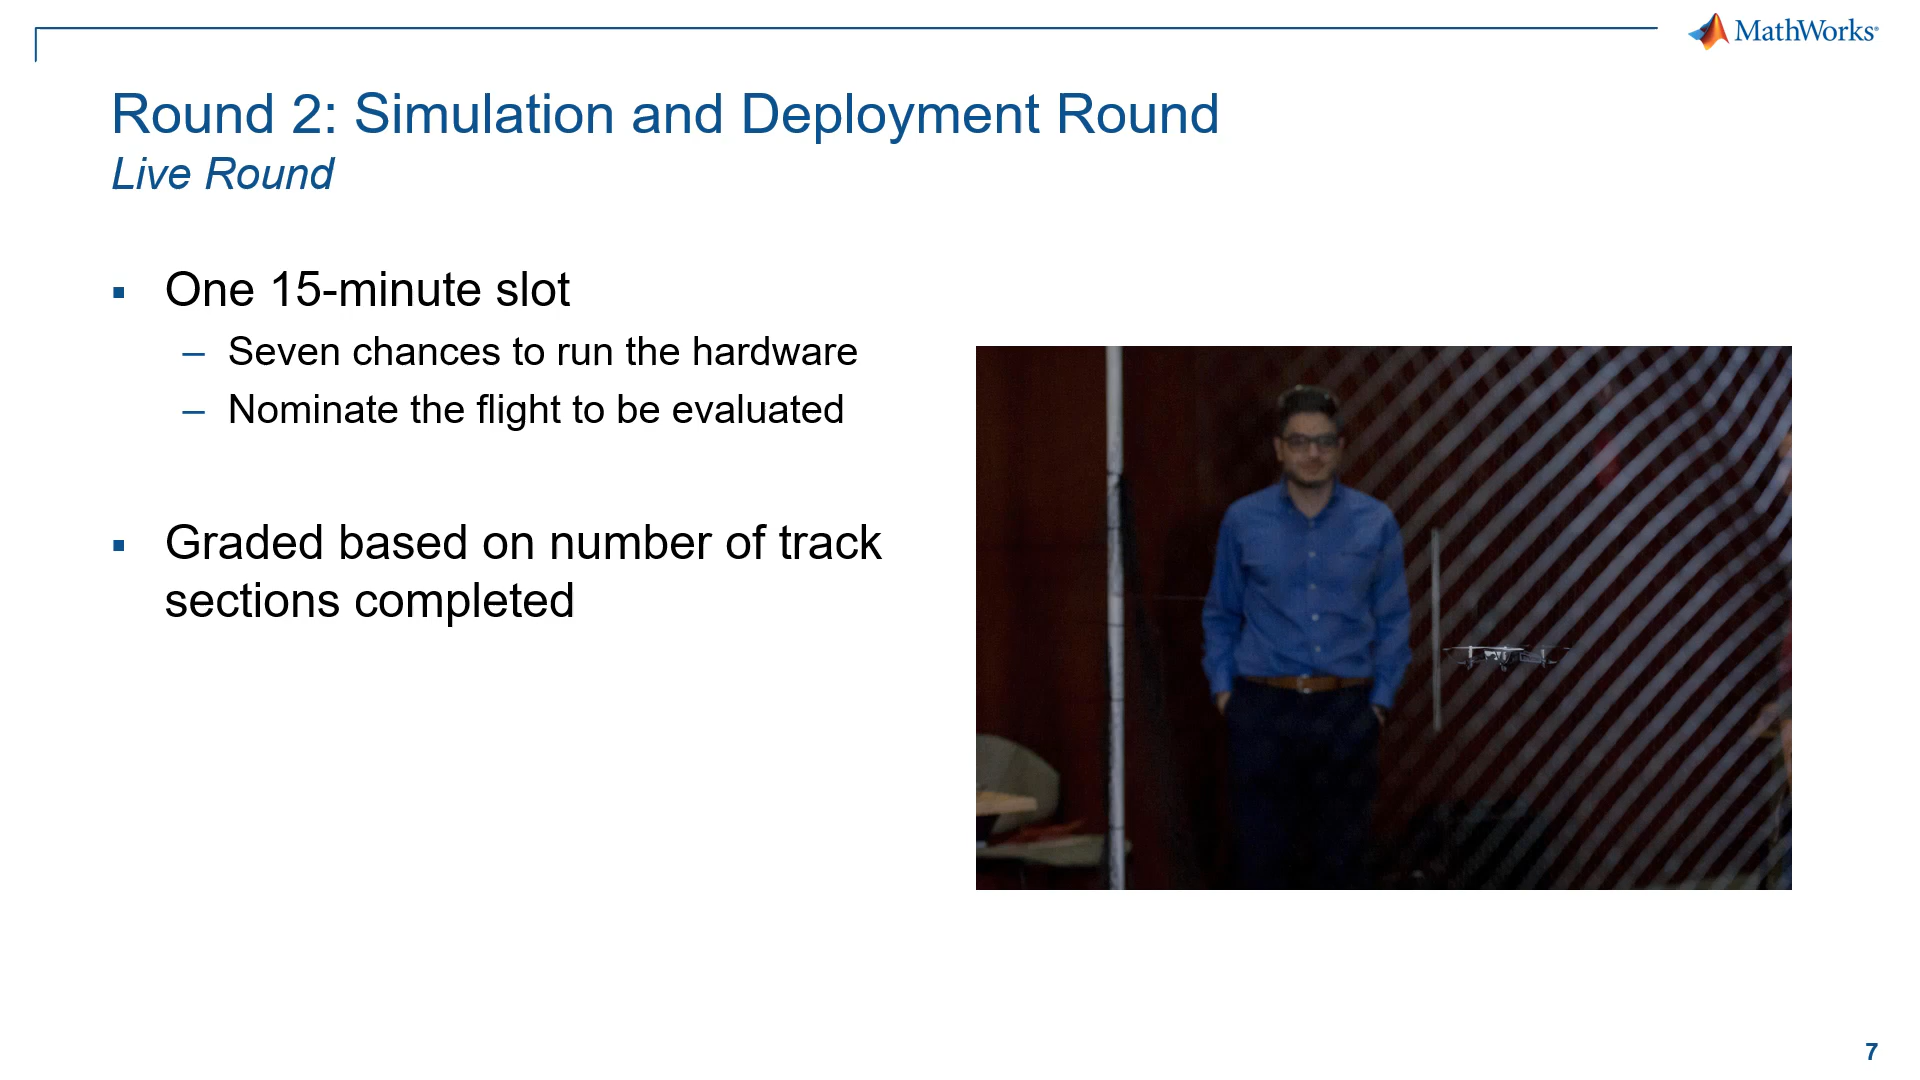 MathWorks®
Round 2: Simulation and Deployment Round
Live Round
▪ One 15-minute slot
– Seven chances to run the hardware
– Nominate the flight to be evaluated
▪ Graded based on number of track
sections completed
7